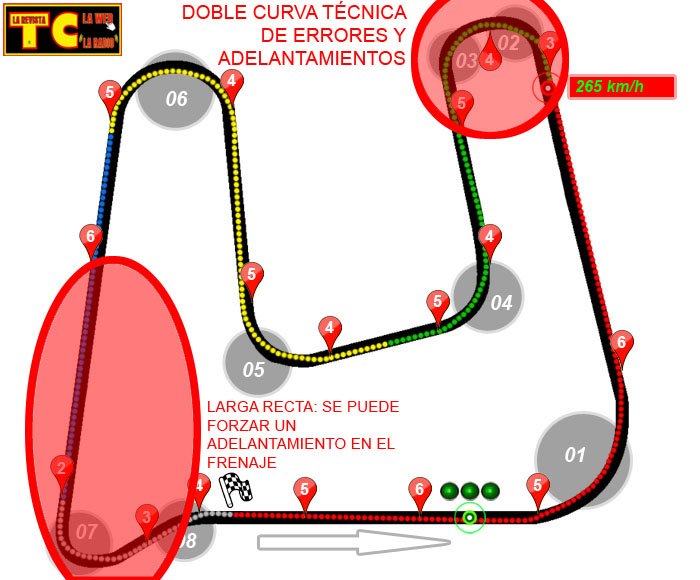 LA REVISTA
TC
LA WEB
LA RADIO
DOBLE CURVA TÉCNICA
DE ERRORES Y
ADELANTAMIENTOS
02
3
03
4
265 km/h
5
4
06
5
6
4
5
04
5
4
6
05
LARGA RECTA: SE PUEDE
FORZAR UN
ADELANTAMIENTO EN EL
FRENAJE
01
2
4
5
6
5
3
07
08